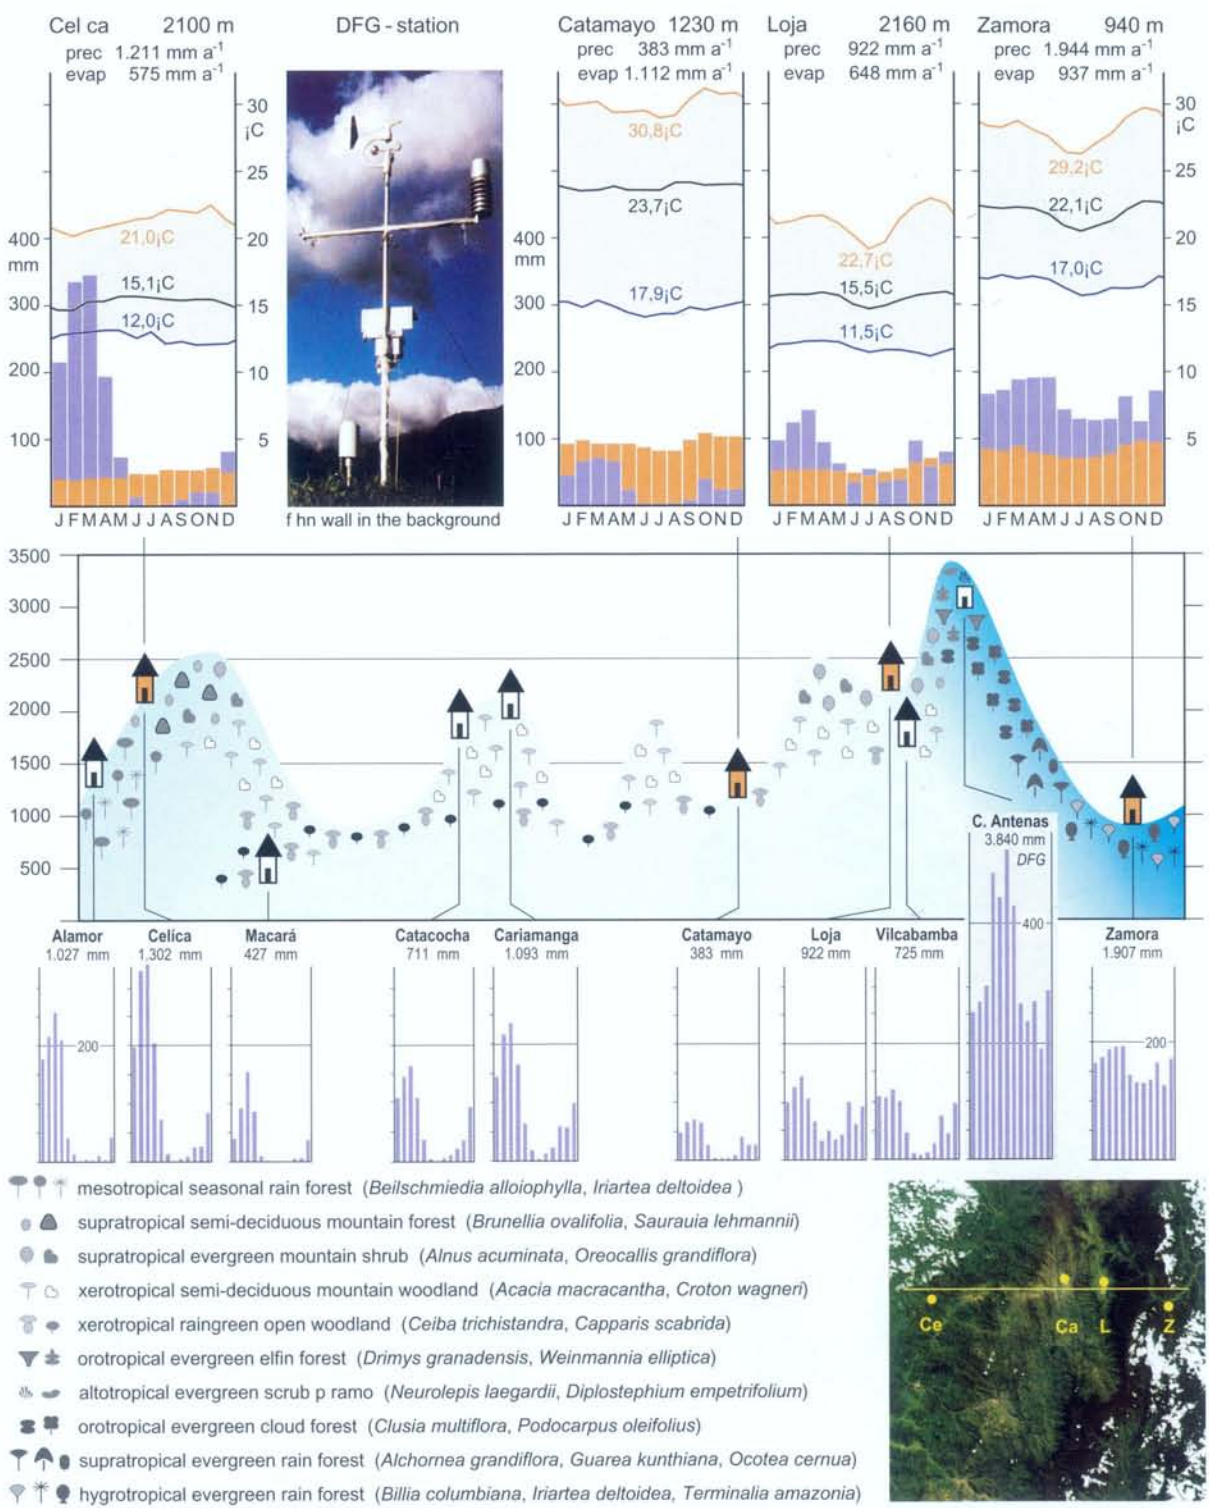 Cel ca 2100 m
prec 1.211 mm a-1
evap 575 mm a-1
DFG - station
Catamayo 1230 m
prec 383 mm a-1
evap 1.112 mm a-1
Loja 2160 m
prec 922 mm a-1
evap 648 mm a-1
Zamora 940 m
prec 1.944 mm a-1
evap 937 mm a-1
400
mm
300
200
100
30
¡C
25
20
15
10
5
21,0¡C
15,1¡C
12,0¡C
J F M A M J J A S O N D
f hn wall in the background
400
mm
300
200
100
30,8¡C
23,7¡C
17,9¡C
J F M A M J J A S O N D
22,7¡C
15,5¡C
11,5¡C
J F M A M J J A S O N D
29,2¡C
22,1¡C
17,0¡C
J F M A M J J A S O N D
30
¡C
25
20
15
10
5
3500
3000
2500
2000
1500
1000
500
C. Antenas
3.840 mm
DFG
400
Alamor
1.027 mm
200
Celica
1.302 mm
Macará
427 mm
Catacocha
711 mm
Cariamanga
1.093 mm
Catamayo
383 mm
Loja
922 mm
Vilcabamba
725 mm
Zamora
1.907 mm
200
mesotropical seasonal rain forest (Beilschmiedia alloiophylla, Iriartea deltoidea )
supratropical semi-deciduous mountain forest (Brunellia ovalifolia, Saurauia lehmannii)
supratropical evergreen mountain shrub (Alnus acuminata, Oreocallis grandiflora)
xerotropical semi-deciduous mountain woodland (Acacia macracantha, Croton wagneri)
xerotropical raingreen open woodland (Ceiba trichistandra, Capparis scabrida)
orotropical evergreen elfin forest (Drimys granadensis, Weinmannia elliptica)
altotropical evergreen scrub p ramo (Neurolepis laegardii, Diplostephium empetrifolium)
orotropical evergreen cloud forest (Clusia multiflora, Podocarpus oleifolius)
supratropical evergreen rain forest (Alchornea grandiflora, Guarea kunthiana, Ocotea cernua)
hygrotropical evergreen rain forest (Billia columbiana, Iriartea deltoidea, Terminalia amazonia)
Ce Ca L Z